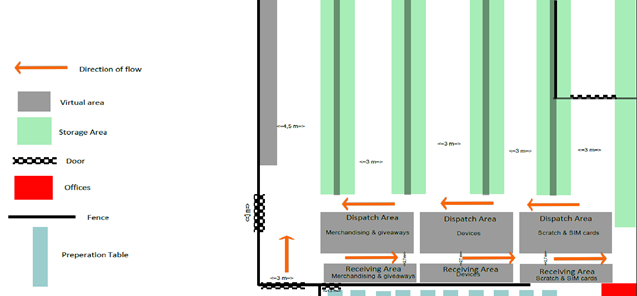 Direction of flow
Virtual area
Storage Area
Door
Offices
Fence
Preperation Table
<=4,5 m=>
<=3 m=>
<=3 m=>
<=3 m=>
<=3 m=>
Dispatch Area
Merchandising & giveaways
Dispatch Area
Devices
Dispatch Area
Scratch & SIM cards
Receiving Area
Merchandising & giveaways
Receiving Area
Devices
Receiving Area
Scratch & SIM cards
<=3 m=>